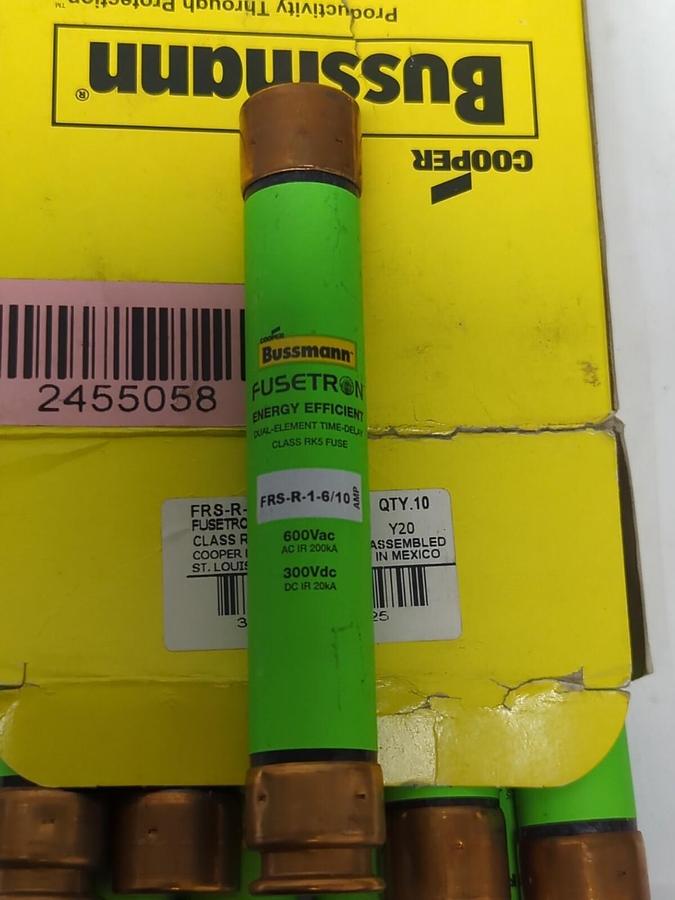 Productivity Through Protection™
Bussmann®
COOPER
2455058
COOPER
Bussmann
FUSETRON
ENERGY EFFICIENT
DUAL-ELEMENT TIME-DELAY
CLASS RK5 FUSE
FRS-R-1-6/10 AMP
600Vac
AC IR 200kA
300Vdc
DC IR 20kA
FRS-R- QTY.10
FUSETRO Y20
CLASS R ASSEMBLED
COOPER IN MEXICO
ST. LOUIS
3 25